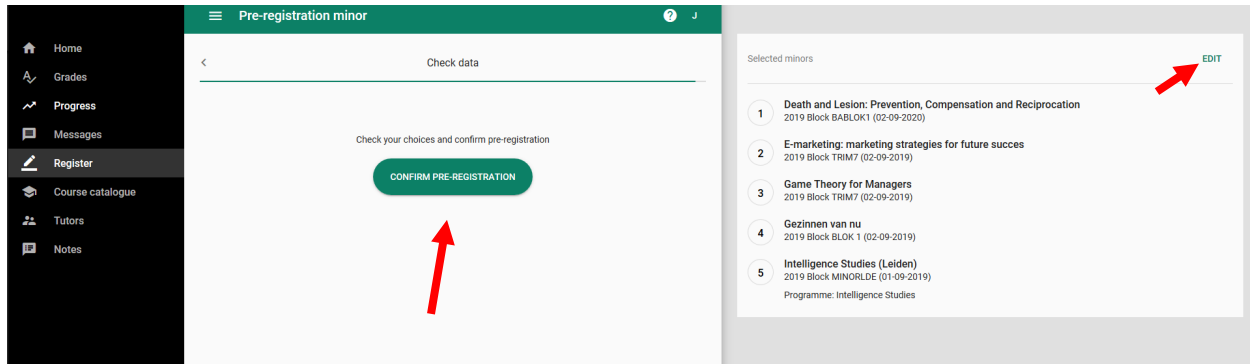 Pre-registration minor
? J
Home
Grades
Progress
Messages
Register
Course catalogue
Tutors
Notes
Check data
Check your choices and confirm pre-registration
CONFIRM PRE-REGISTRATION
Selected minors
EDIT
1
Death and Lesion: Prevention, Compensation and Reciprocation
2019 Block BABLOK1 (02-09-2020)
2
E-marketing: marketing strategies for future succes
2019 Block TRIM7 (02-09-2019)
3
Game Theory for Managers
2019 Block TRIM7 (02-09-2019)
4
Gezinnen van nu
2019 Block BLOK 1 (02-09-2019)
5
Intelligence Studies (Leiden)
2019 Block MINORLDE (01-09-2019)
Programme: Intelligence Studies